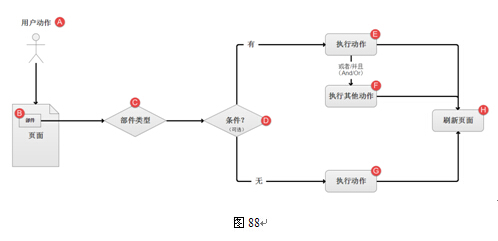 用户动作
A
B
部件
页面
C
部件类型
条件?
(可选)
D
有
执行动作
E
或者/并且
(And/Or)
执行其他动作
F
无
执行动作
G
H
刷新页面
图 88